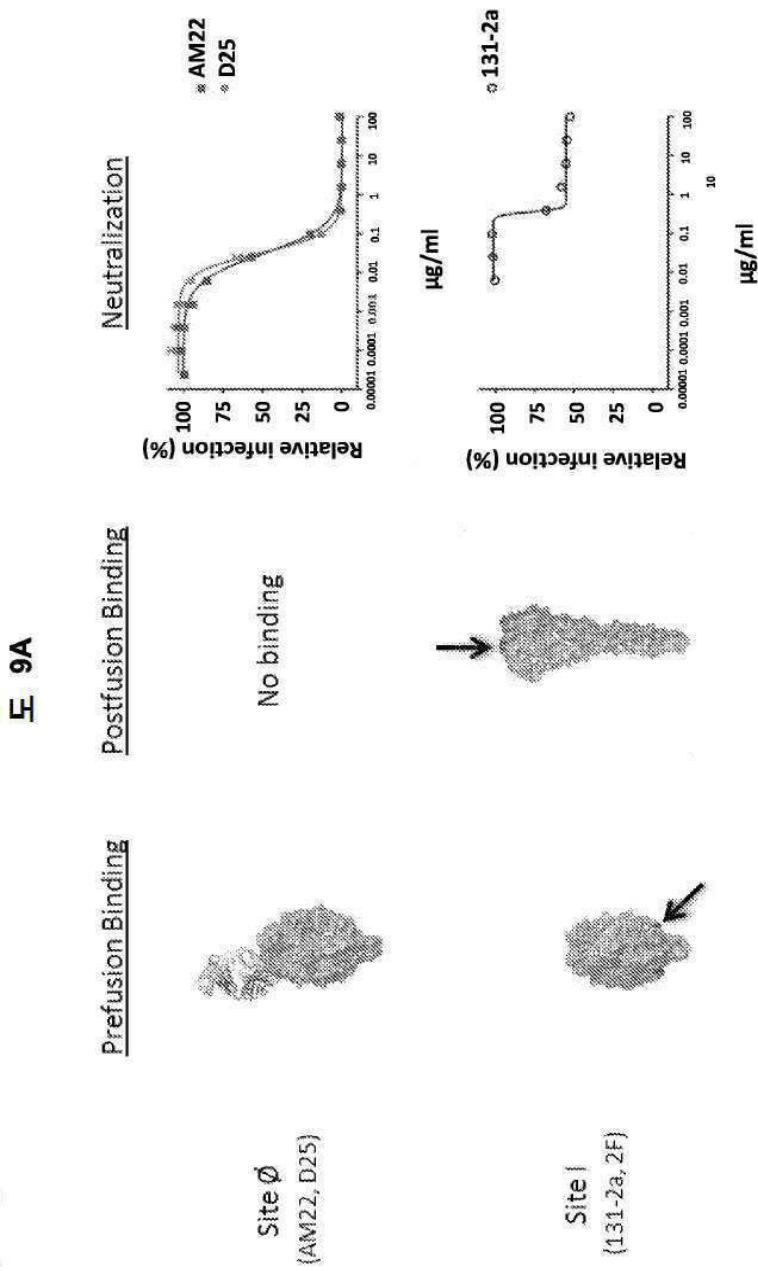 도 9A
Prefusion Binding
Postfusion Binding
Neutralization
Site Ø
(AM22, D25)
No binding
Relative infection (%)
100
75
50
25
0
0.00001 0.0001 0.001 0.01 0.1 1 10 100
µg/ml
AM22
D25
Site I
(131-2a, 2F)
Relative infection (%)
100
75
50
25
0
0.00001 0.0001 0.001 0.01 0.1 1 10 100
10
µg/ml
131-2a